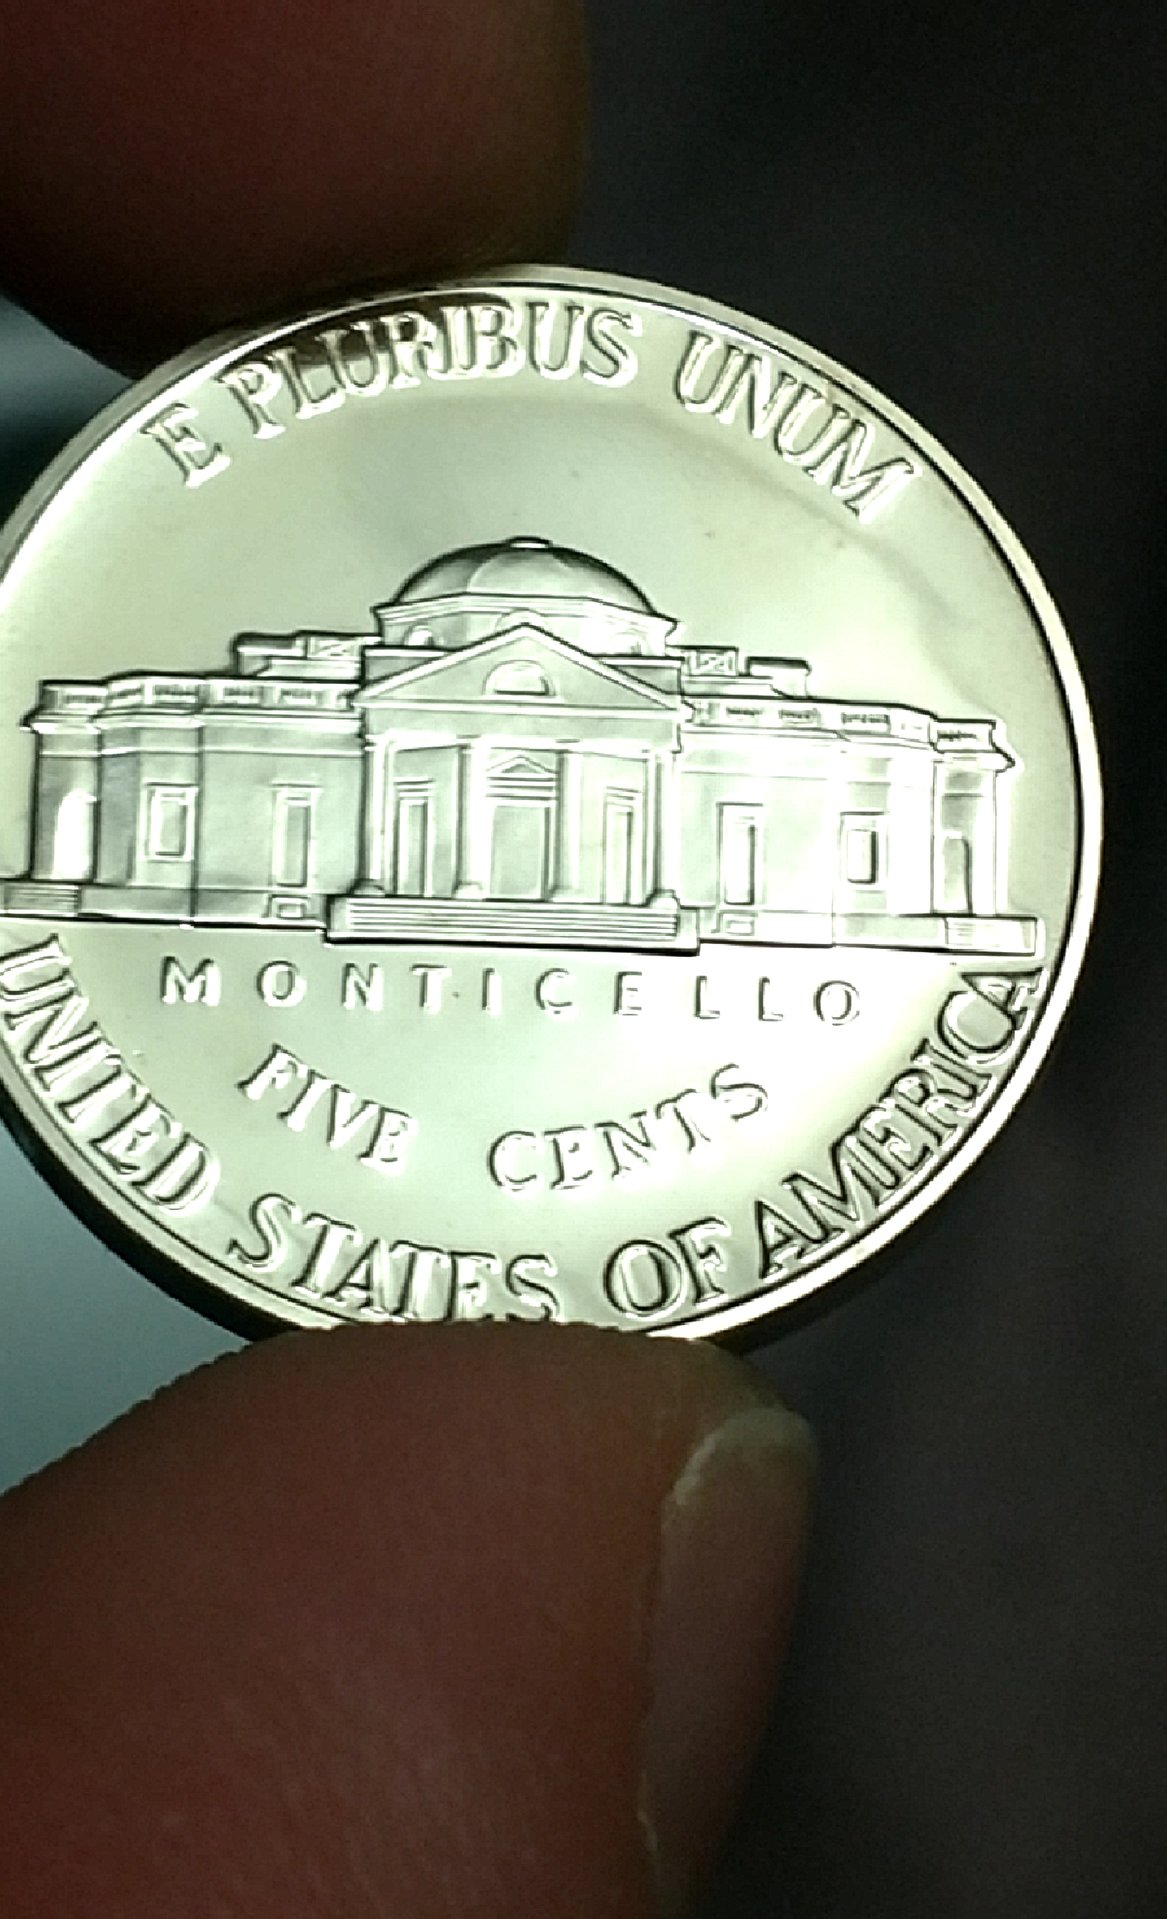 E PLURIBUS UNUM
MONTICELLO
FIVE CENTS
UNITED STATES OF AMERICA